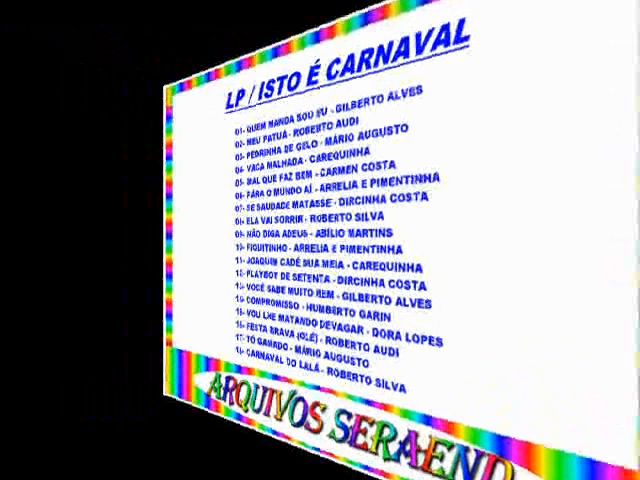 LP / ISTO É CARNAVAL
01- QUEM MANDA SOU EU - GILBERTO ALVES
02- MEU PATUÁ - ROBERTO AUDI
03- PEDRINHA DE GELO - MÁRIO AUGUSTO
04- VACA MALHADA - CAREQUINHA
05- MAL QUE FAZ BEM - CARMEN COSTA
06- PÁRA O MUNDO AÍ - ARRELIA E PIMENTINHA
07- SE SAUDADE MATASSE - DIRCINHA COSTA
08- ELA VAI SORRIR - ROBERTO SILVA
09- NÃO DIGA ADEUS - ABÍLIO MARTINS
10- FIQUITINHO - ARRELIA E PIMENTINHA
11- JOAQUIM CADÊ SUA MEIA - CAREQUINHA
12- PLAYBOY DE SETENTA - DIRCINHA COSTA
13- VOCÊ SABE MUITO BEM - GILBERTO ALVES
14- COMPROMISSO - HUMBERTO GARIN
15- VOU LHE MATANDO DEVAGAR - DORA LOPES
16- FESTA BRAVA (OLÉ) - ROBERTO AUDI
17- TÔ GAMADO - MÁRIO AUGUSTO
18- CARNAVAL DO LALÁ - ROBERTO SILVA
ARQUIVOS SERAEND